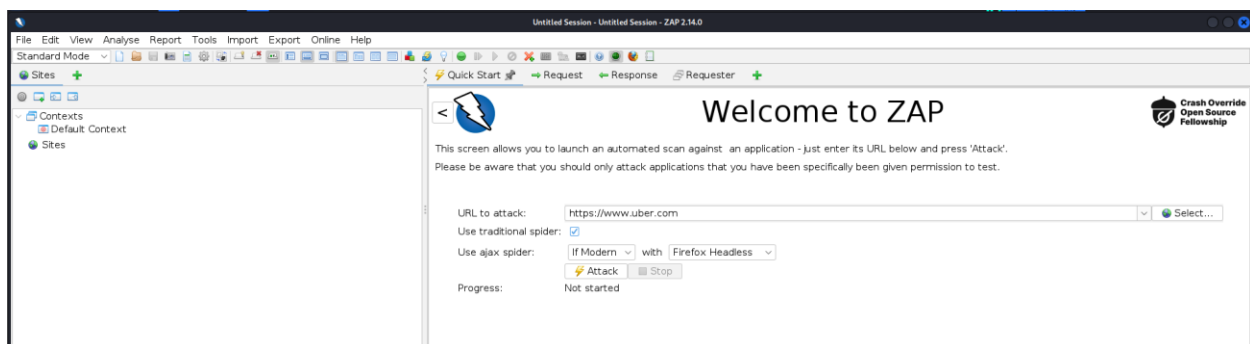 Untitled Session - Untitled Session - ZAP 2.14.0
File Edit View Analyse Report Tools Import Export Online Help
Standard Mode
Sites
Quick Start Request Response Requester
Contexts
Default Context
Sites
<
Welcome to ZAP
Crash Override
Open Source
Fellowship
This screen allows you to launch an automated scan against an application - just enter its URL below and press 'Attack'.
Please be aware that you should only attack applications that you have been specifically been given permission to test.
URL to attack: https://www.uber.com Select...
Use traditional spider:
Use ajax spider: If Modern with Firefox Headless
Attack Stop
Progress: Not started